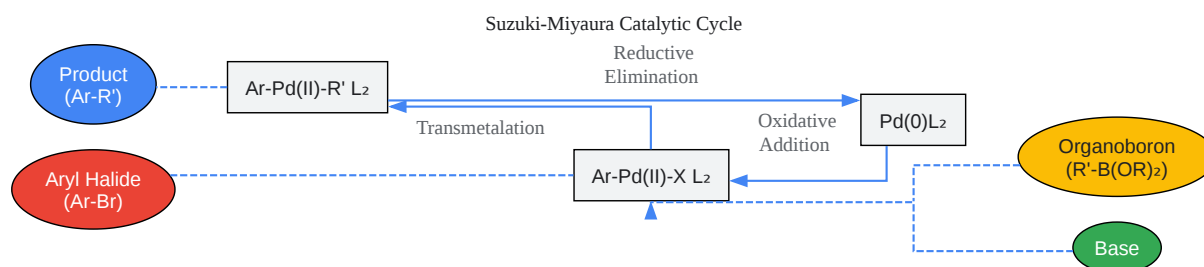 Suzuki-Miyaura Catalytic Cycle
Product
(Ar-R')
Ar-Pd(II)-R' L₂
Reductive
Elimination
Transmetalation
Oxidative
Addition
Pd(0)L₂
Aryl Halide
(Ar-Br)
Ar-Pd(II)-X L₂
Organoboron
(R'-B(OR)₂)
Base